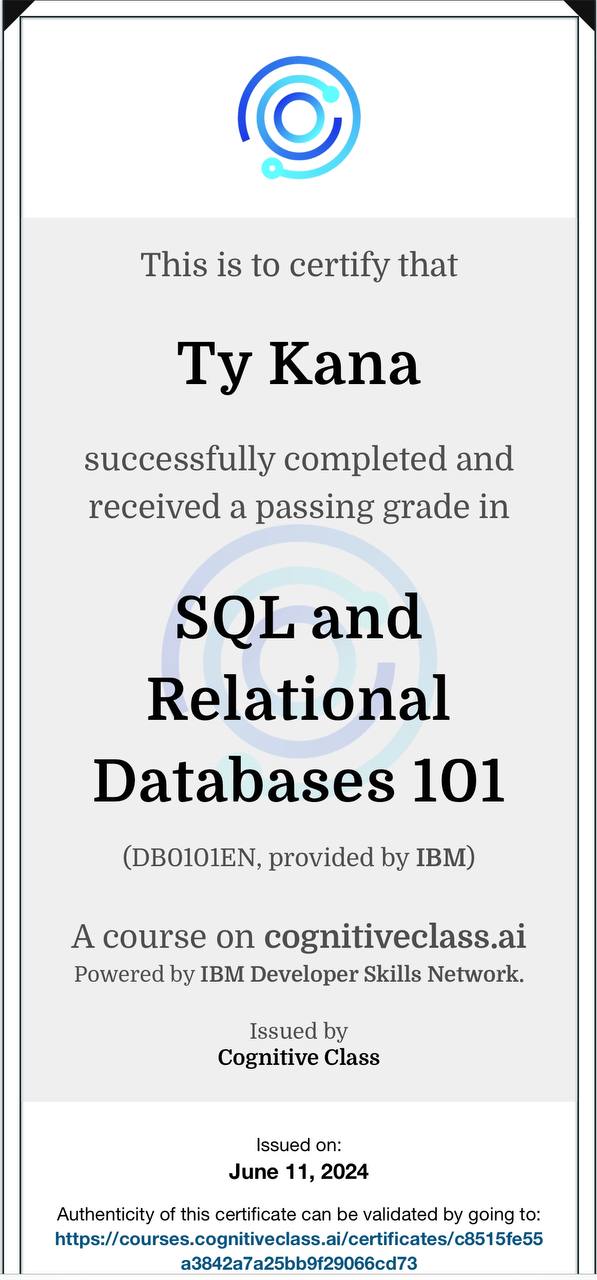 This is to certify that
Ty Kana
successfully completed and
received a passing grade in
SQL and
Relational
Databases 101
(DB0101EN, provided by IBM)
A course on cognitiveclass.ai
Powered by IBM Developer Skills Network.
Issued by
Cognitive Class
Issued on:
June 11, 2024
Authenticity of this certificate can be validated by going to:
https://courses.cognitiveclass.ai/certificates/c8515fe55
a3842a7a25bb9f29066cd73